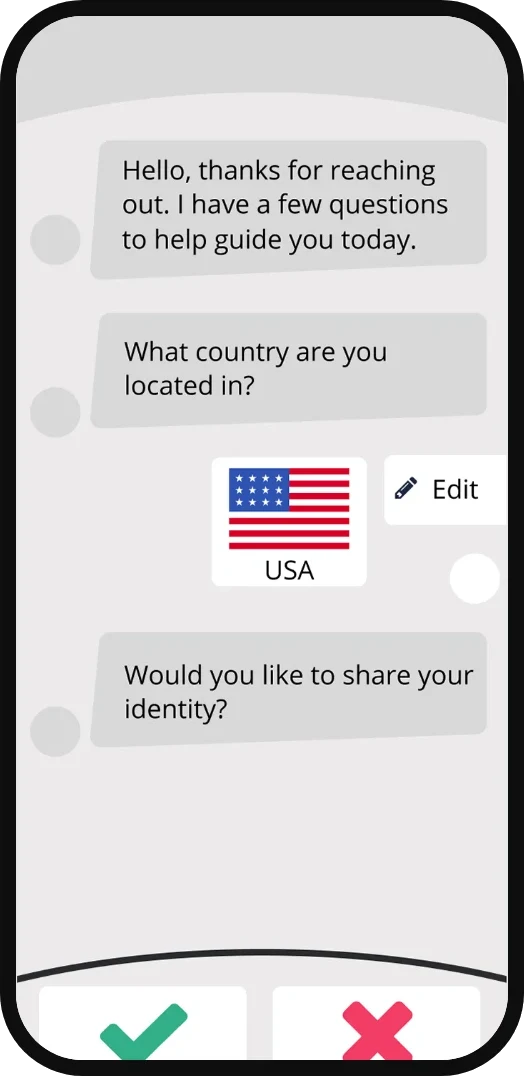 Hello, thanks for reaching
out. I have a few questions
to help guide you today.
What country are you
located in?
Edit
USA
Would you like to share your
identity?